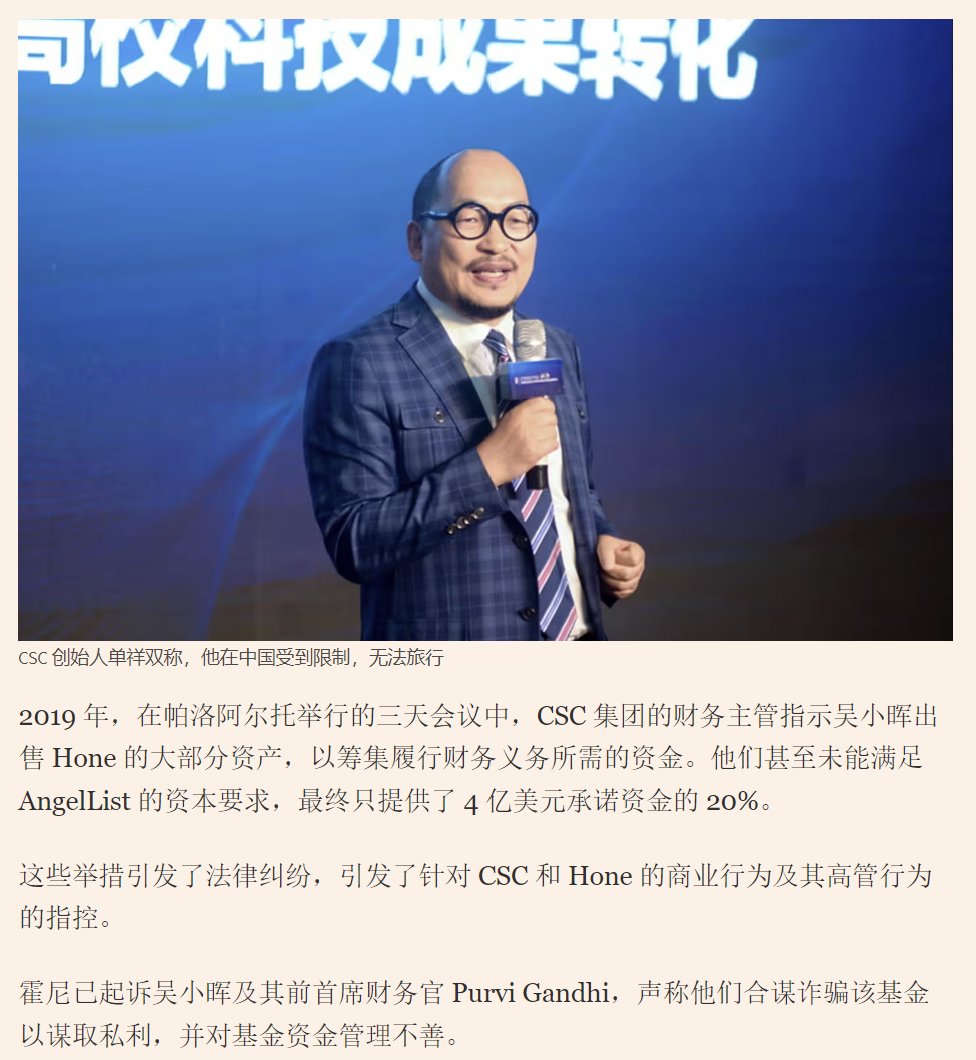 高校科技成果转化
CSC 创始人单祥双称，他在中国受到限制，无法旅行
2019 年，在帕洛阿尔托举行的三天会议中，CSC 集团的财务主管指示吴小晖出
售 Hone 的大部分资产，以筹集履行财务义务所需的资金。他们甚至未能满足
AngelList 的资本要求，最终只提供了 4 亿美元承诺资金的 20%。
这些举措引发了法律纠纷，引发了针对 CSC 和 Hone 的商业行为及其高管行为
的指控。
霍尼已起诉吴小晖及其前首席财务官 Purvi Gandhi，声称他们合谋诈骗该基金
以谋取私利，并对基金资金管理不善。